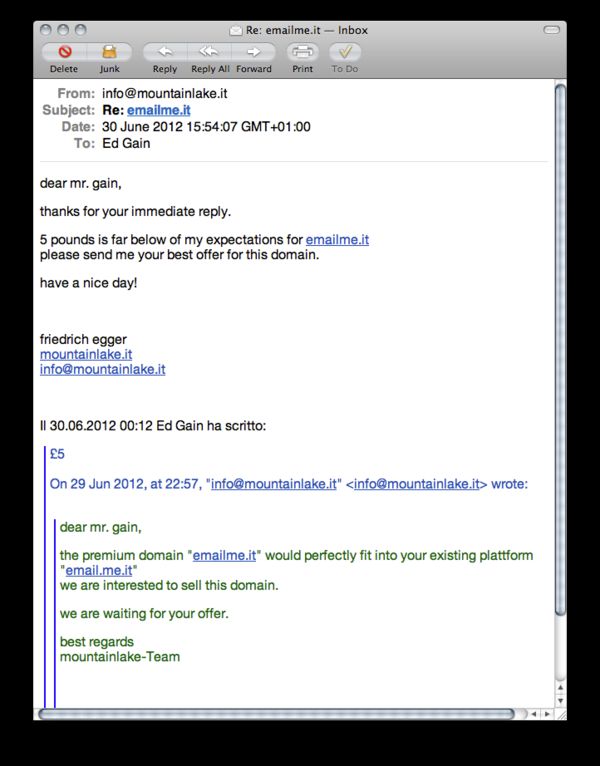 Re: emailme.it — Inbox
Delete Junk Reply Reply All Forward Print To Do
From: info@mountainlake.it
Subject: Re: emailme.it
Date: 30 June 2012 15:54:07 GMT+01:00
To: Ed Gain
dear mr. gain,
thanks for your immediate reply.
5 pounds is far below of my expectations for emailme.it
please send me your best offer for this domain.
have a nice day!
friedrich egger
mountainlake.it
info@mountainlake.it
Il 30.06.2012 00:12 Ed Gain ha scritto:
£5
On 29 Jun 2012, at 22:57, "info@mountainlake.it" <info@mountainlake.it> wrote:
dear mr. gain,
the premium domain "emailme.it" would perfectly fit into your existing plattform
"email.me.it"
we are interested to sell this domain.
we are waiting for your offer.
best regards
mountainlake-Team